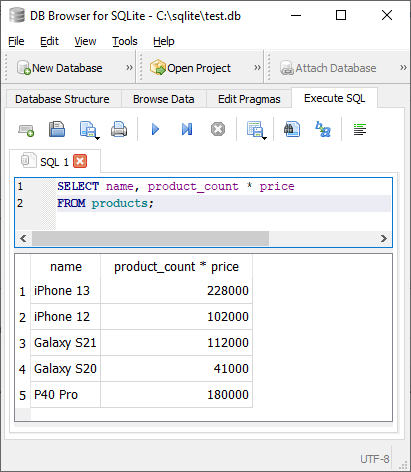 DB Browser for SQLite - C:\sqlite\test.db
File Edit View Tools Help
New Database » Open Project » Attach Database »
Database Structure Browse Data Edit Pragmas Execute SQL
SQL 1
1 SELECT name, product_count * price
2 FROM products;
name product_count * price
1 iPhone 13 228000
2 iPhone 12 102000
3 Galaxy S21 112000
4 Galaxy S20 41000
5 P40 Pro 180000
UTF-8